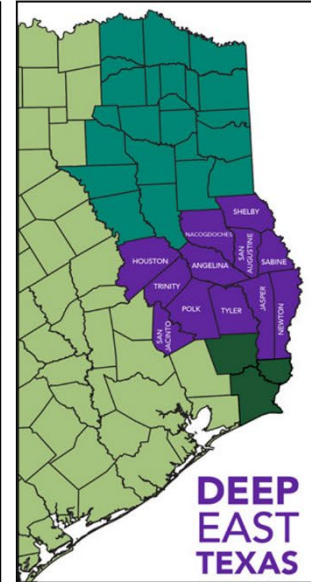 SHELBY
NACOGDOCHES
SAN
AUGUSTINE
SABINE
HOUSTON
ANGELINA
TRINITY
POLK
TYLER
JASPER
NEWTON
SAN
JACINTO
DEEP
EAST
TEXAS